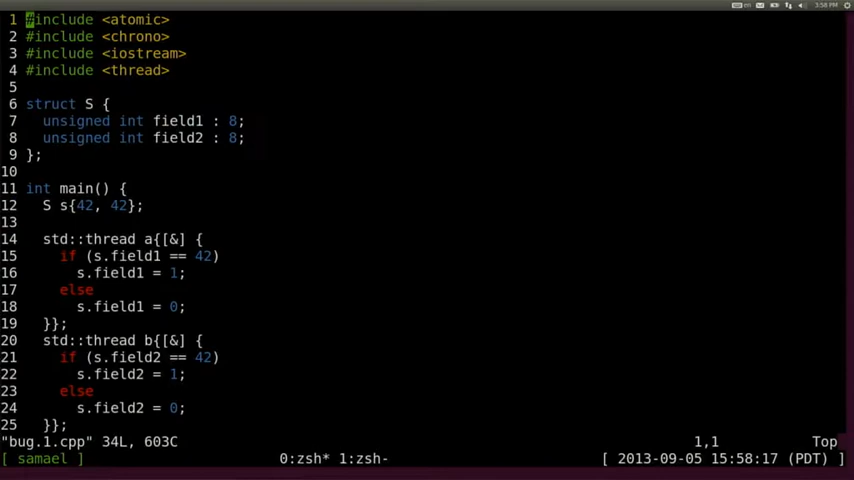 en 3:58 PM
1 #include <atomic>
2 #include <chrono>
3 #include <iostream>
4 #include <thread>
5
6 struct S {
7   unsigned int field1 : 8;
8   unsigned int field2 : 8;
9 };
10
11 int main() {
12   S s{42, 42};
13
14   std::thread a{[&] {
15     if (s.field1 == 42)
16       s.field1 = 1;
17     else
18       s.field1 = 0;
19   }};
20   std::thread b{[&] {
21     if (s.field2 == 42)
22       s.field2 = 1;
23     else
24       s.field2 = 0;
25   }};
"bug.1.cpp" 34L, 603C 1,1 Top
[ samael ] 0:zsh* 1:zsh- [ 2013-09-05 15:58:17 (PDT) ]